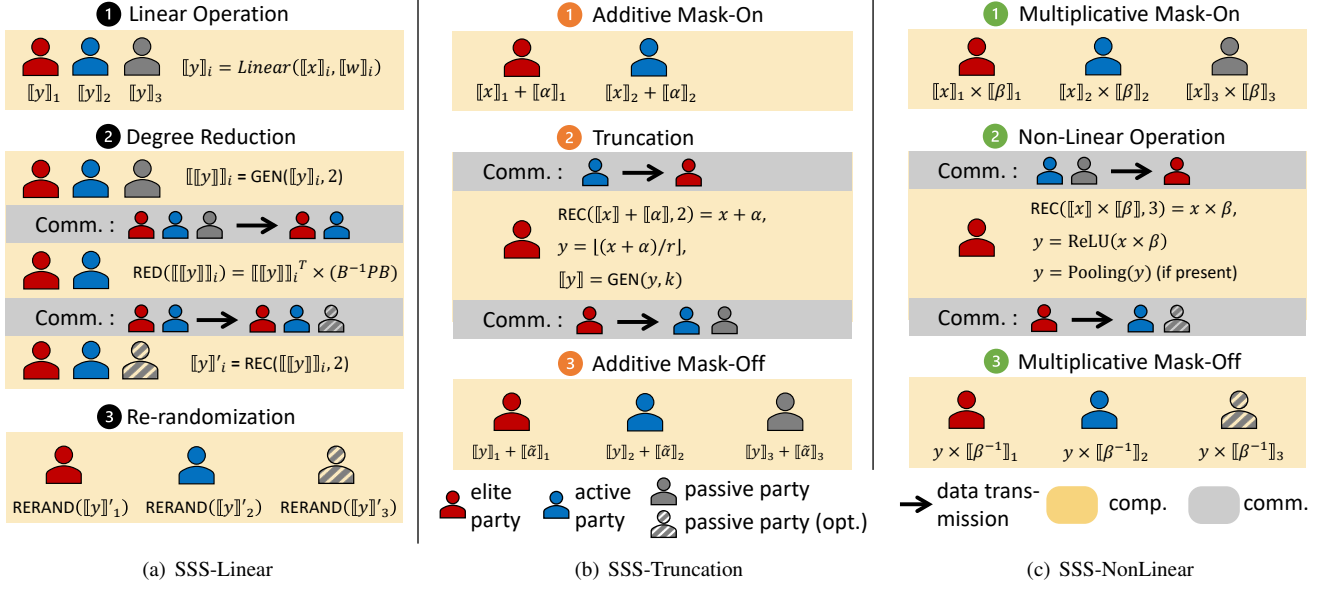 1 Linear Operation
⟦y⟧₁ ⟦y⟧₂ ⟦y⟧₃
⟦y⟧ᵢ = Linear(⟦x⟧ᵢ, ⟦w⟧ᵢ)
2 Degree Reduction
⟦⟦y⟧⟧ᵢ = GEN(⟦y⟧ᵢ, 2)
Comm. :
RED(⟦⟦y⟧⟧ᵢ) = ⟦⟦y⟧⟧ᵢᵀ × (B⁻¹PB)
Comm. :
⟦y⟧′ᵢ = REC(⟦⟦y⟧⟧ᵢ, 2)
3 Re-randomization
RERAND(⟦y⟧′₁) RERAND(⟦y⟧′₂) RERAND(⟦y⟧′₃)
(a) SSS-Linear
1 Additive Mask-On
⟦x⟧₁ + ⟦α⟧₁ ⟦x⟧₂ + ⟦α⟧₂
2 Truncation
Comm. :
REC(⟦x⟧ + ⟦α⟧, 2) = x + α,
y = ⌊(x + α)/r⌋,
⟦y⟧ = GEN(y, k)
Comm. :
3 Additive Mask-Off
⟦y⟧₁ + ⟦α̃⟧₁ ⟦y⟧₂ + ⟦α̃⟧₂ ⟦y⟧₃ + ⟦α̃⟧₃
(b) SSS-Truncation
1 Multiplicative Mask-On
⟦x⟧₁ × ⟦β⟧₁ ⟦x⟧₂ × ⟦β⟧₂ ⟦x⟧₃ × ⟦β⟧₃
2 Non-Linear Operation
Comm. :
REC(⟦x⟧ × ⟦β⟧, 3) = x × β,
y = ReLU(x × β)
y = Pooling(y) (if present)
Comm. :
3 Multiplicative Mask-Off
y × ⟦β⁻¹⟧₁ y × ⟦β⁻¹⟧₂ y × ⟦β⁻¹⟧₃
(c) SSS-NonLinear
elite
party
active
party
passive party
passive party (opt.)
data trans-
mission
comp.
comm.